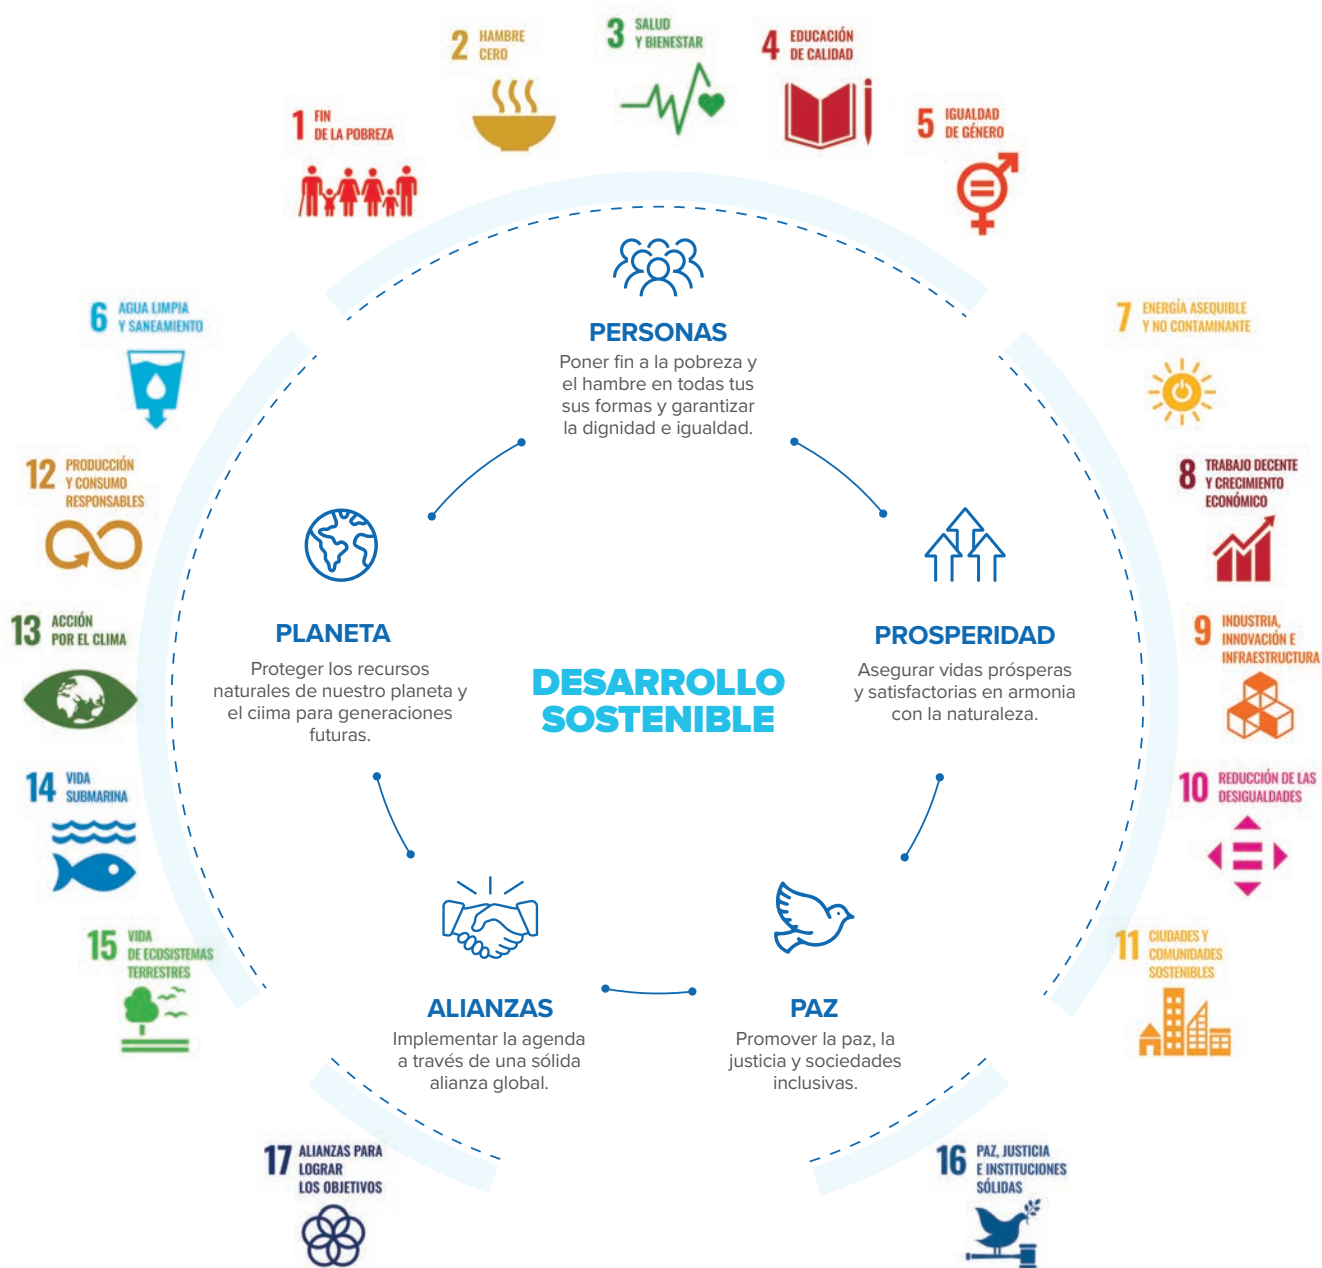 1 FIN
DE LA POBREZA
2 HAMBRE
CERO
3 SALUD
Y BIENESTAR
4 EDUCACIÓN
DE CALIDAD
5 IGUALDAD
DE GÉNERO
PERSONAS
Poner fin a la pobreza y
el hambre en todas tus
sus formas y garantizar
la dignidad e igualdad.
6 AGUA LIMPIA
Y SANEAMIENTO
12 PRODUCCIÓN
Y CONSUMO
RESPONSABLES
13 ACCIÓN
POR EL CLIMA
14 VIDA
SUBMARINA
15 VIDA
DE ECOSISTEMAS
TERRESTRES
PLANETA
Proteger los recursos
naturales de nuestro planeta y
el ciima para generaciones
futuras.
DESARROLLO
SOSTENIBLE
PROSPERIDAD
Asegurar vidas prósperas
y satisfactorias en armonia
con la naturaleza.
7 ENERGÍA ASEQUIBLE
Y NO CONTAMINANTE
8 TRABAJO DECENTE
Y CRECIMIENTO
ECONÓMICO
9 INDUSTRIA,
INNOVACIÓN E
INFRAESTRUCTURA
10 REDUCCIÓN DE LAS
DESIGUALDADES
11 CIUDADES Y
COMUNIDADES
SOSTENIBLES
ALIANZAS
Implementar la agenda
a través de una sólida
alianza global.
PAZ
Promover la paz, la
justicia y sociedades
inclusivas.
17 ALIANZAS PARA
LOGRAR
LOS OBJETIVOS
16 PAZ, JUSTICIA
E INSTITUCIONES
SÓLIDAS